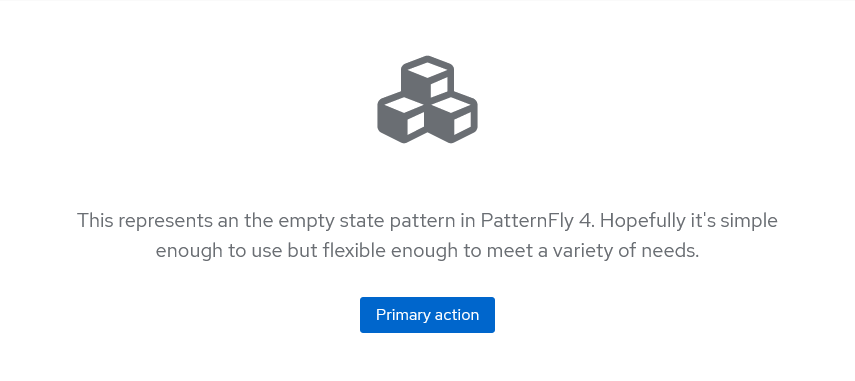 This represents an the empty state pattern in PatternFly 4. Hopefully it's simple
enough to use but flexible enough to meet a variety of needs.
Primary action